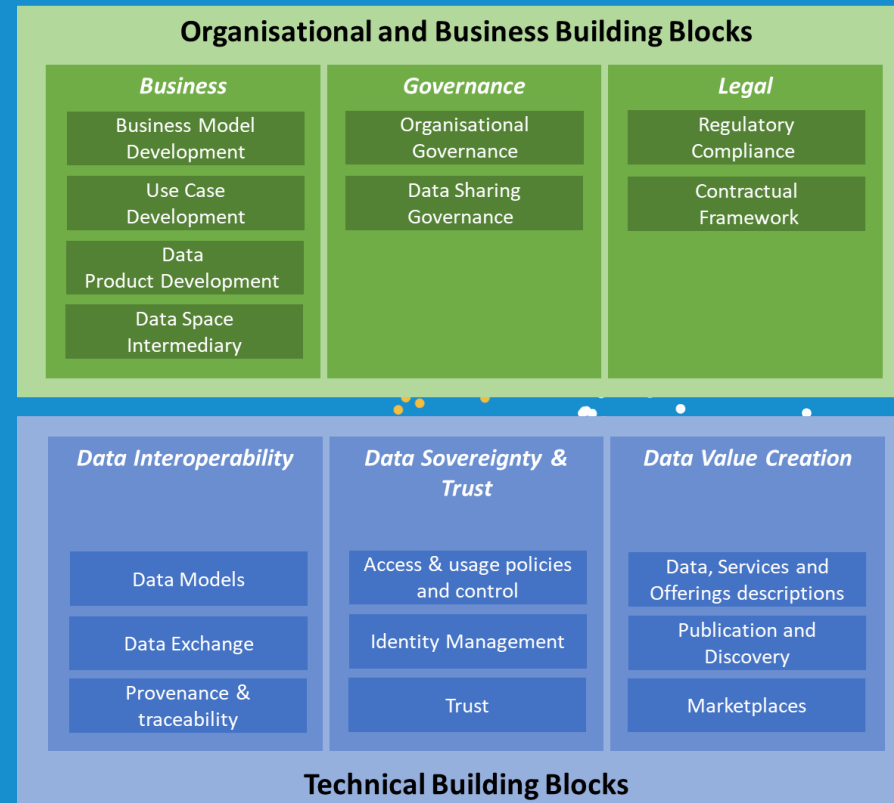 Organisational and Business Building Blocks
Business
Business Model
Development
Use Case
Development
Data
Product Development
Data Space
Intermediary
Governance
Organisational
Governance
Data Sharing
Governance
Legal
Regulatory
Compliance
Contractual
Framework
Data Interoperability
Data Models
Data Exchange
Provenance &
traceability
Data Sovereignty &
Trust
Access & usage policies
and control
Identity Management
Trust
Data Value Creation
Data, Services and
Offerings descriptions
Publication and
Discovery
Marketplaces
Technical Building Blocks